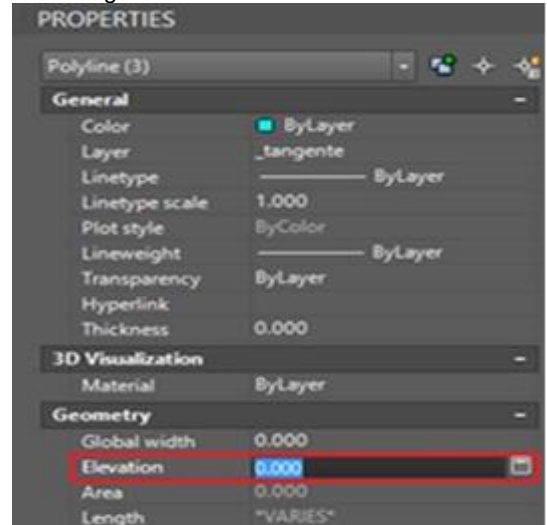 PROPERTIES
Polyline (3)
General
Color ByLayer
Layer _tangente
Linetype ByLayer
Linetype scale 1.000
Plot style ByColor
Lineweight ByLayer
Transparency ByLayer
Hyperlink
Thickness 0.000
3D Visualization
Material ByLayer
Geometry
Global width 0.000
Elevation 0.000
Area 0.000
Length *VARIES*